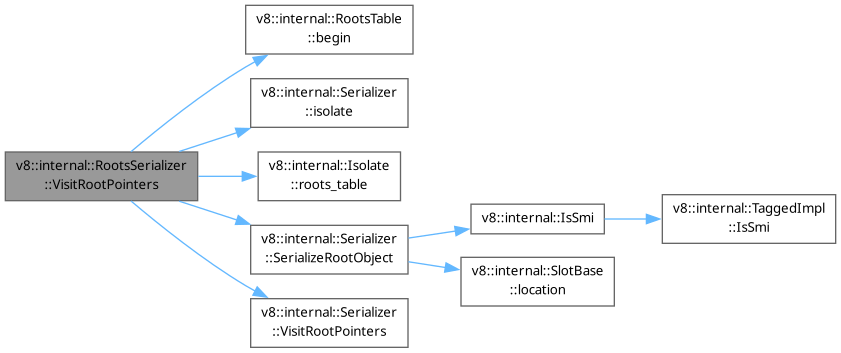 v8::internal::RootsTable
::begin
v8::internal::Serializer
::isolate
v8::internal::RootsSerializer
::VisitRootPointers
v8::internal::Isolate
::roots_table
v8::internal::Serializer
::SerializeRootObject
v8::internal::IsSmi
v8::internal::TaggedImpl
::IsSmi
v8::internal::SlotBase
::location
v8::internal::Serializer
::VisitRootPointers